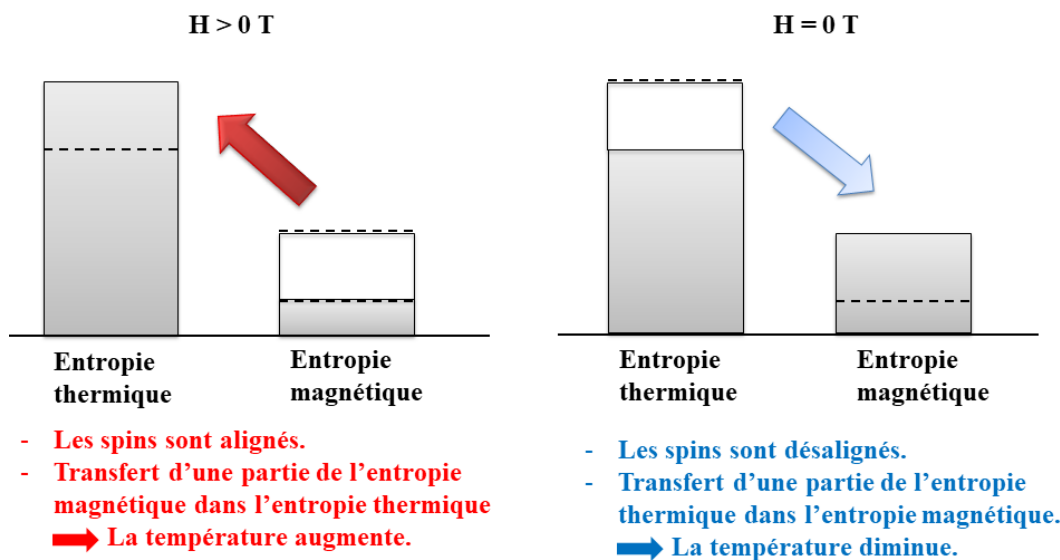 H > 0 T
Entropie
thermique
Entropie
magnétique
- Les spins sont alignés.
- Transfert d’une partie de l’entropie
magnétique dans l’entropie thermique
La température augmente.
H = 0 T
Entropie
thermique
Entropie
magnétique
- Les spins sont désalignés.
- Transfert d’une partie de l’entropie
thermique dans l’entropie magnétique.
La température diminue.